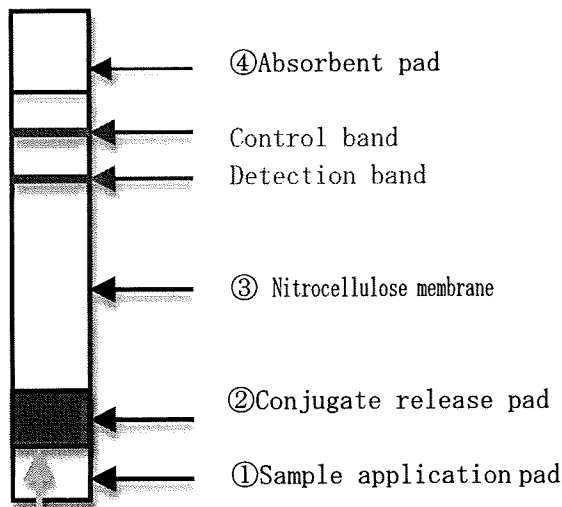 ④Absorbent pad
Control band
Detection band
③ Nitrocellulose membrane
②Conjugate release pad
①Sample application pad